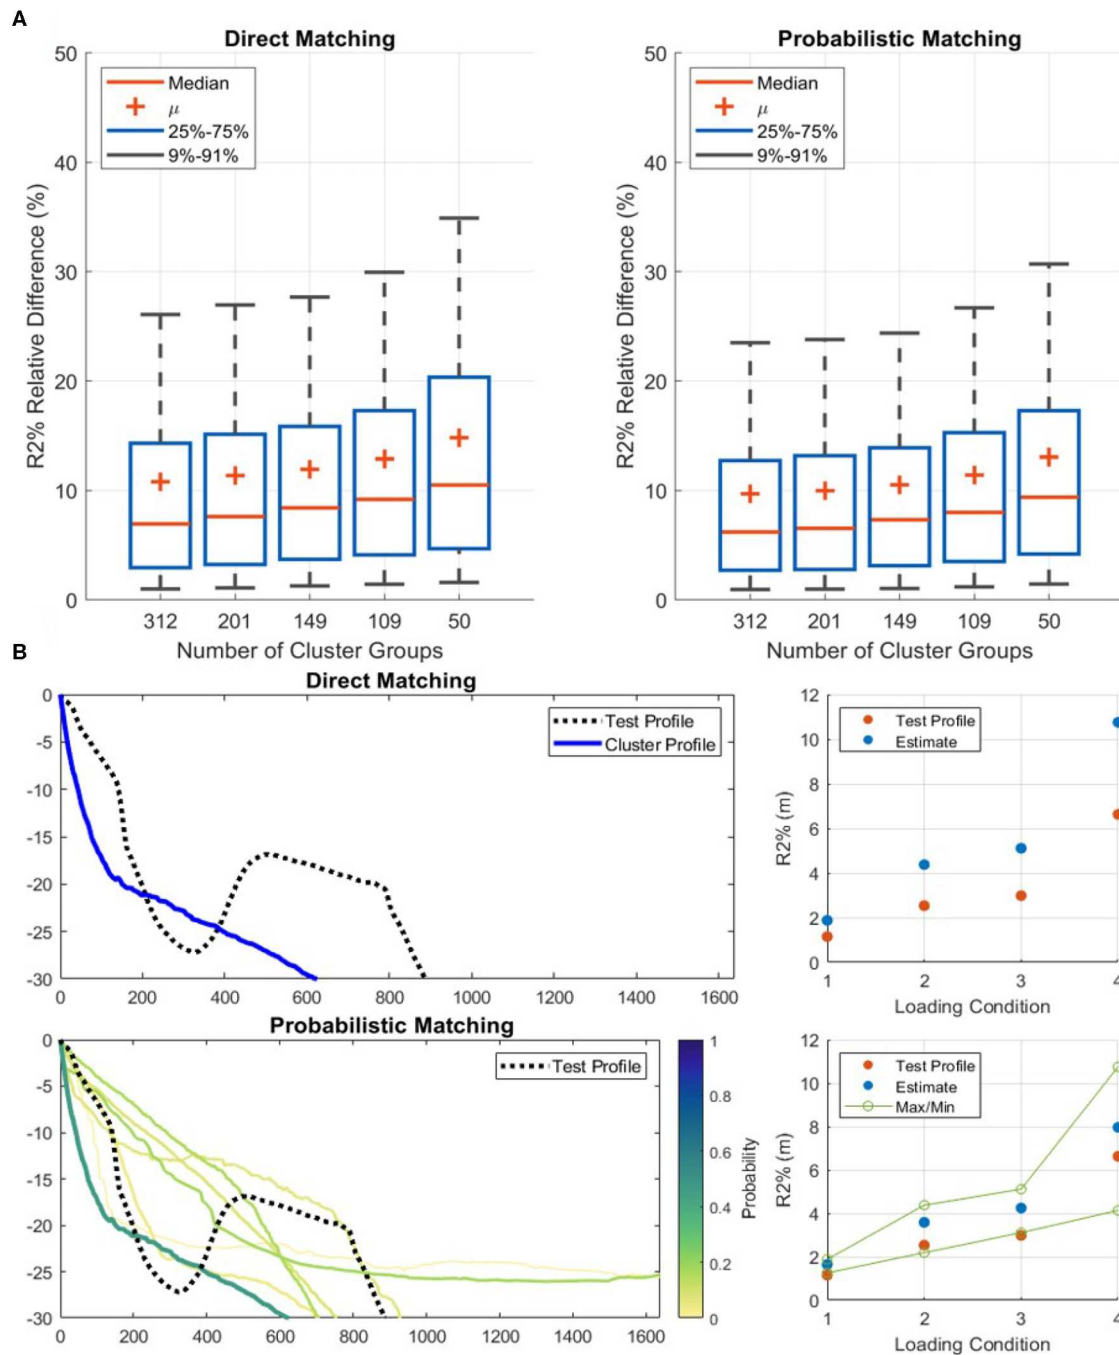 A
Direct Matching
50
40
30
20
10
0
R2% Relative Difference (%)
Median
μ
25%-75%
9%-91%
312 201 149 109 50
Number of Cluster Groups
Probabilistic Matching
50
40
30
20
10
0
R2% Relative Difference (%)
Median
μ
25%-75%
9%-91%
312 201 149 109 50
Number of Cluster Groups
B
Direct Matching
0
-5
-10
-15
-20
-25
-30
Test Profile
Cluster Profile
0 200 400 600 800 1000 1200 1400 1600
12
10
8
6
4
2
0
R2% (m)
Test Profile
Estimate
1 2 3 4
Loading Condition
Probabilistic Matching
0
-5
-10
-15
-20
-25
-30
Test Profile
0 200 400 600 800 1000 1200 1400 1600
1
0.8
0.6
0.4
0.2
0
Probability
12
10
8
6
4
2
0
R2% (m)
Test Profile
Estimate
Max/Min
1 2 3 4
Loading Condition